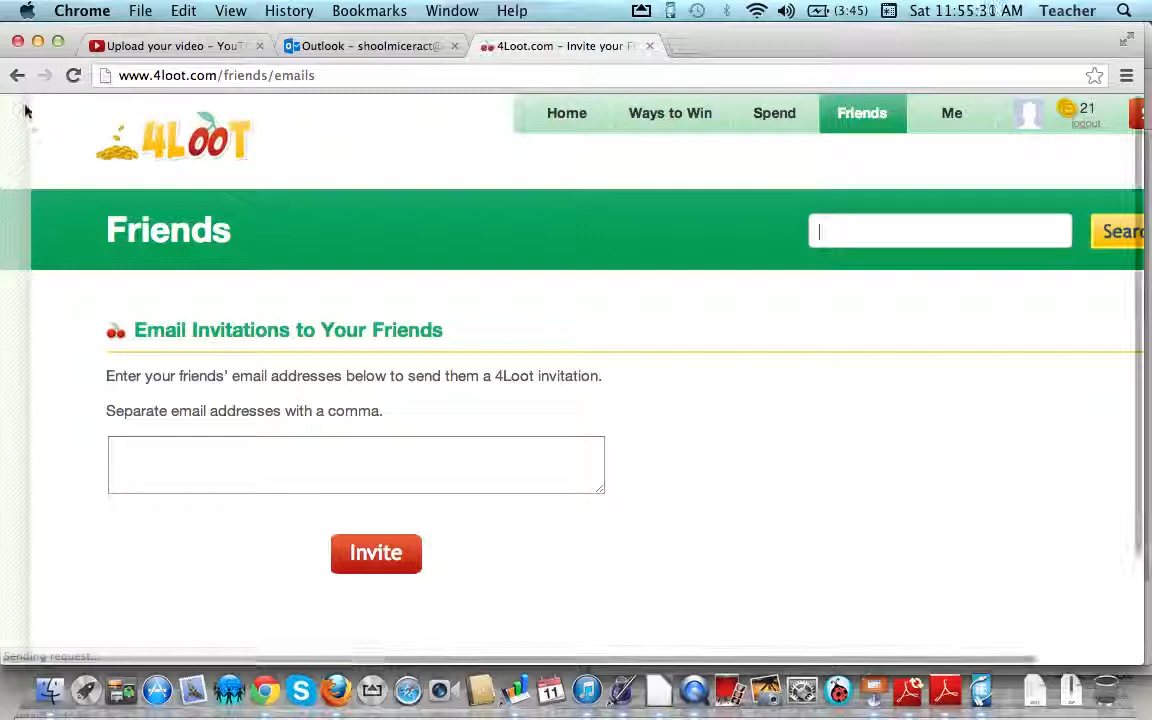 Chrome File Edit View History Bookmarks Window Help (3:45) Sat 11:55:30 AM Teacher
Upload your video - YouT Outlook - shoolmiceract@ 4Loot.com - Invite your Fr
www.4loot.com/friends/emails
4LOOT
Home Ways to Win Spend Friends Me 21
logout
Friends
Sear
Email Invitations to Your Friends
Enter your friends' email addresses below to send them a 4Loot invitation.
Separate email addresses with a comma.
Invite
Sending request...